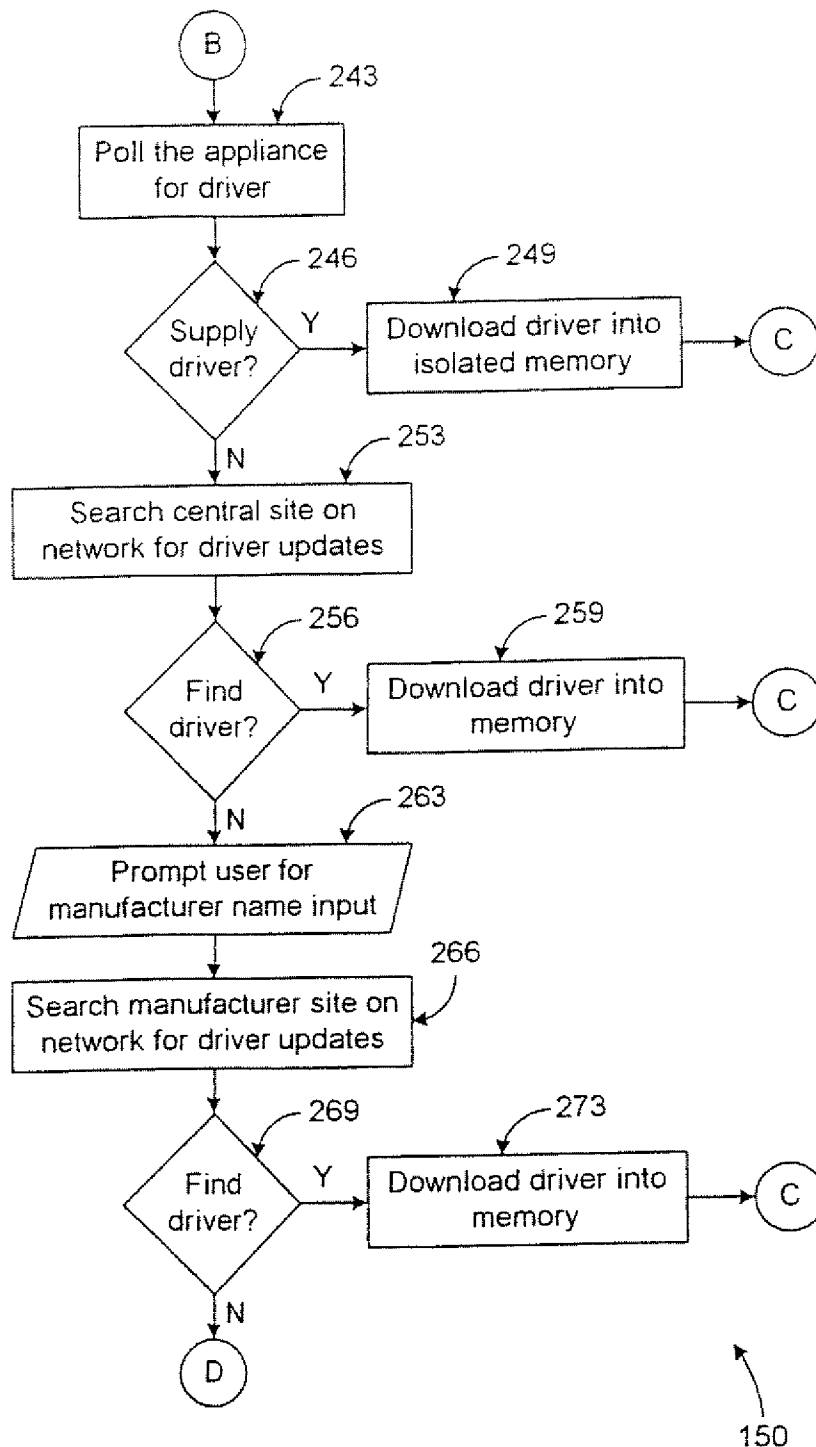 B
243
Poll the appliance
for driver
246
249
Supply
driver?
Y
Download driver into
isolated memory
C
N
253
Search central site on
network for driver updates
256
259
Find
driver?
Y
Download driver into
memory
C
N
263
Prompt user for
manufacturer name input
266
Search manufacturer site on
network for driver updates
269
273
Find
driver?
Y
Download driver into
memory
C
N
D
150